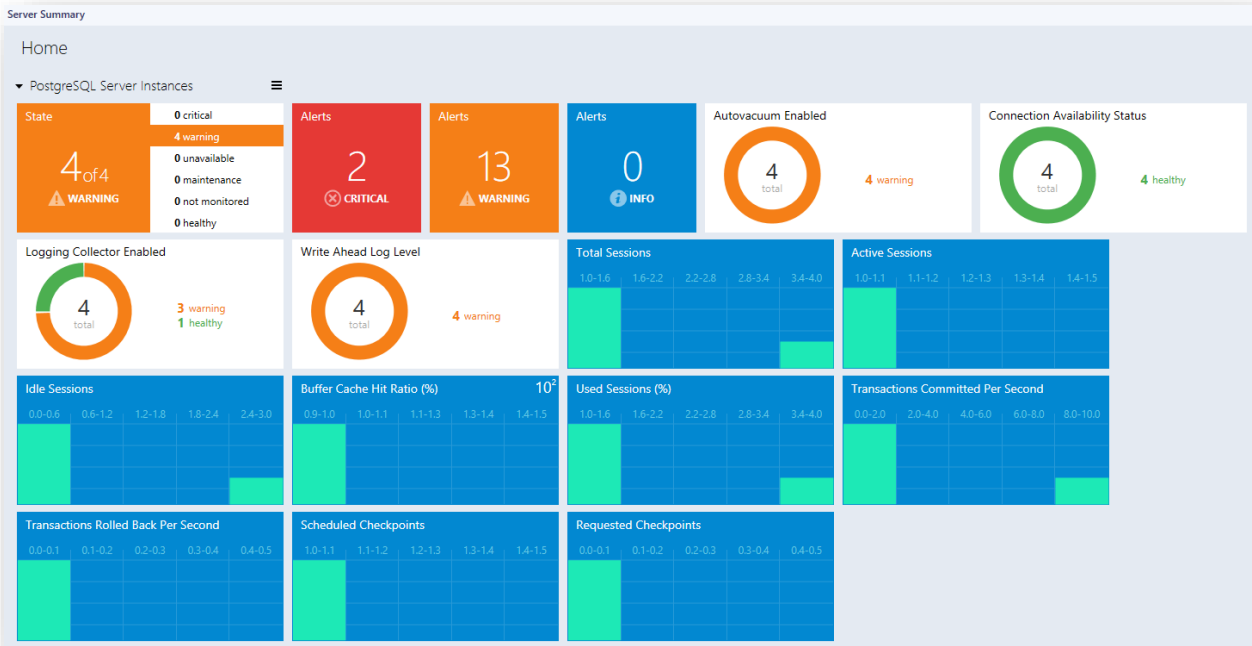 Server Summary
Home
PostgreSQL Server Instances
State
4 of 4
WARNING
0 critical
4 warning
0 unavailable
0 maintenance
0 not monitored
0 healthy
Alerts
2
CRITICAL
Alerts
13
WARNING
Alerts
0
INFO
Autovacuum Enabled
4
total
4 warning
Connection Availability Status
4
total
4 healthy
Logging Collector Enabled
4
total
3 warning
1 healthy
Write Ahead Log Level
4
total
4 warning
Total Sessions
1.0-1.6 1.6-2.2 2.2-2.8 2.8-3.4 3.4-4.0
Active Sessions
1.0-1.1 1.1-1.2 1.2-1.3 1.3-1.4 1.4-1.5
Idle Sessions
0.0-0.6 0.6-1.2 1.2-1.8 1.8-2.4 2.4-3.0
Buffer Cache Hit Ratio (%) 10²
0.9-1.0 1.0-1.1 1.1-1.3 1.3-1.4 1.4-1.5
Used Sessions (%)
1.0-1.6 1.6-2.2 2.2-2.8 2.8-3.4 3.4-4.0
Transactions Committed Per Second
0.0-2.0 2.0-4.0 4.0-6.0 6.0-8.0 8.0-10.0
Transactions Rolled Back Per Second
0.0-0.1 0.1-0.2 0.2-0.3 0.3-0.4 0.4-0.5
Scheduled Checkpoints
1.0-1.1 1.1-1.2 1.2-1.3 1.3-1.4 1.4-1.5
Requested Checkpoints
0.0-0.1 0.1-0.2 0.2-0.3 0.3-0.4 0.4-0.5